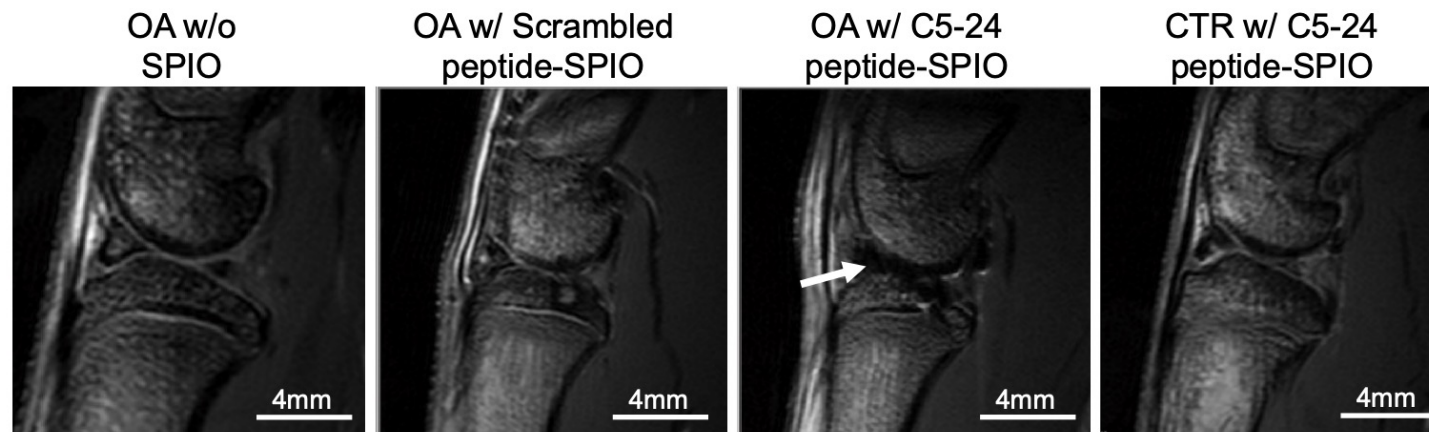 OA w/o
SPIO
OA w/ Scrambled
peptide-SPIO
OA w/ C5-24
peptide-SPIO
CTR w/ C5-24
peptide-SPIO
4mm
4mm
4mm
4mm